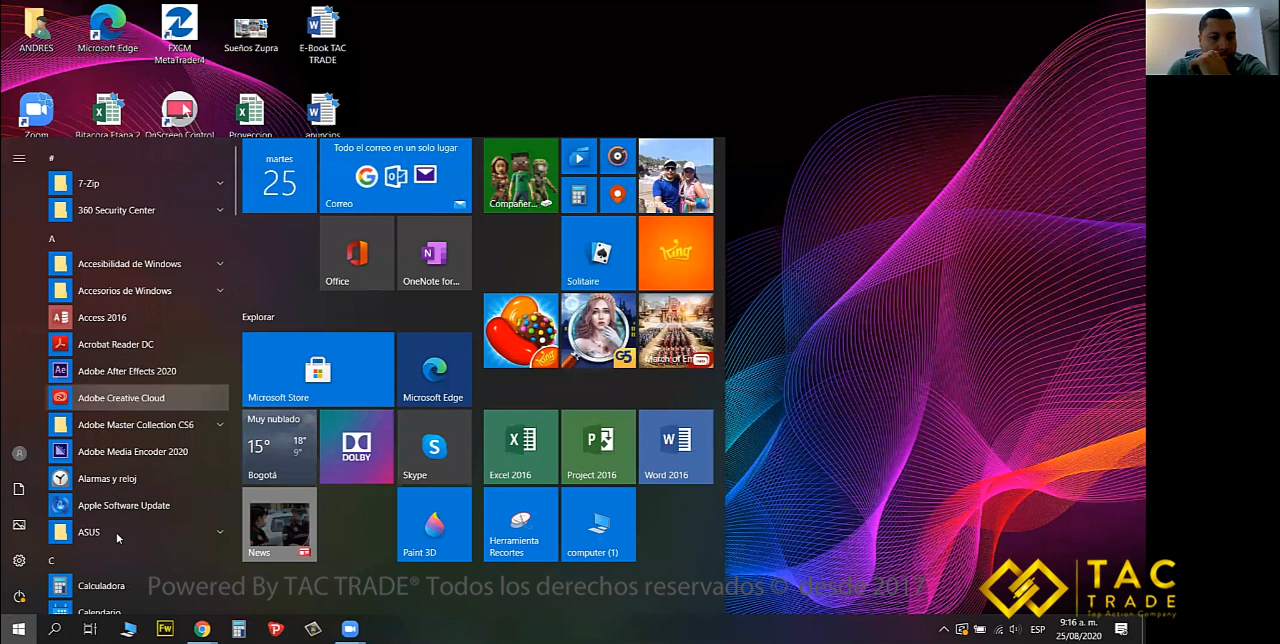 ANDRES
Microsoft Edge
FXCM
MetaTrader4
Sueños Zupra
E-Book TAC
TRADE
Zoom
Bitacora Etapa 2
OnScreen Control
Proyeccion
anuncios
#
7-Zip
360 Security Center
A
Accesibilidad de Windows
Accesorios de Windows
Access 2016
Acrobat Reader DC
Adobe After Effects 2020
Adobe Creative Cloud
Adobe Master Collection CS6
Adobe Media Encoder 2020
Alarmas y reloj
Apple Software Update
ASUS
C
Calculadora
Calendario
martes
25
Todo el correo en un solo lugar
Correo
Compañer...
Office
OneNote for...
Solitaire
King
Explorar
Microsoft Store
Microsoft Edge
G5
March of Em
Muy nublado
15°
18°
9°
Bogotá
DOLBY
Skype
Excel 2016
Project 2016
Word 2016
News
Paint 3D
Herramienta
Recortes
computer (1)
Powered By TAC TRADE® Todos los derechos reservados © desde 2017
TAC
TRADE
Top Action Company
Fw
ESP
9:16 a. m.
25/08/2020